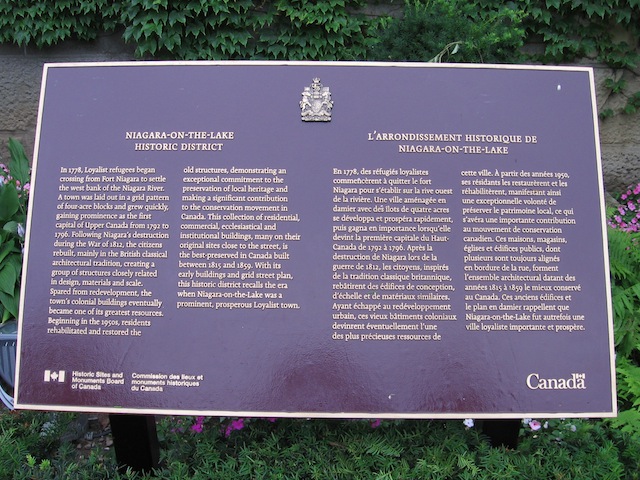 NIAGARA-ON-THE-LAKE
HISTORIC DISTRICT
In 1778, Loyalist refugees began
crossing from Fort Niagara to settle
the west bank of the Niagara River.
A town was laid out in a grid pattern
of four-acre blocks and grew quickly,
gaining prominence as the first
capital of Upper Canada from 1792 to
1796. Following Niagara's destruction
during the War of 1812, the citizens
rebuilt, mainly in the British classical
architectural tradition, creating a
group of structures closely related
in design, materials and scale.
Spared from redevelopment, the
town's colonial buildings eventually
became one of its greatest resources.
Beginning in the 1950s, residents
rehabilitated and restored the
old structures, demonstrating an
exceptional commitment to the
preservation of local heritage and
making a significant contribution
to the conservation movement in
Canada. This collection of residential,
commercial, ecclesiastical and
institutional buildings, many on their
original sites close to the street, is
the best-preserved in Canada built
between 1815 and 1859. With its
early buildings and grid street plan,
this historic district recalls the era
when Niagara-on-the-Lake was a
prominent, prosperous Loyalist town.
L'ARRONDISSEMENT HISTORIQUE DE
NIAGARA-ON-THE-LAKE
En 1778, des réfugiés loyalistes
commencèrent à quitter le fort
Niagara pour s'établir sur la rive ouest
de la rivière. Une ville aménagée en
damier avec des îlots de quatre acres
se développa et prospéra rapidement,
puis gagna en importance lorsqu'elle
devint la première capitale du Haut-
Canada de 1792 à 1796. Après la
destruction de Niagara lors de la
guerre de 1812, les citoyens, inspirés
de la tradition classique britannique,
rebâtirent des édifices de conception,
d'échelle et de matériaux similaires.
Ayant échappé au redéveloppement
urbain, ces vieux bâtiments coloniaux
devinrent éventuellement l'une
des plus précieuses ressources de
cette ville. À partir des années 1950,
ses résidants les restaurèrent et les
réhabilitèrent, manifestant ainsi
une exceptionnelle volonté de
préserver le patrimoine local, ce qui
s'avéra une importante contribution
au mouvement de conservation
canadien. Ces maisons, magasins,
églises et édifices publics, dont
plusieurs sont toujours alignés
en bordure de la rue, forment
l'ensemble architectural datant des
années 1815 à 1859 le mieux conservé
au Canada. Ces anciens édifices et
le plan en damier rappellent que
Niagara-on-the-Lake fut autrefois une
ville loyaliste importante et prospère.
Historic Sites and
Monuments Board
of Canada
Commission des lieux et
monuments historiques
du Canada
Canada